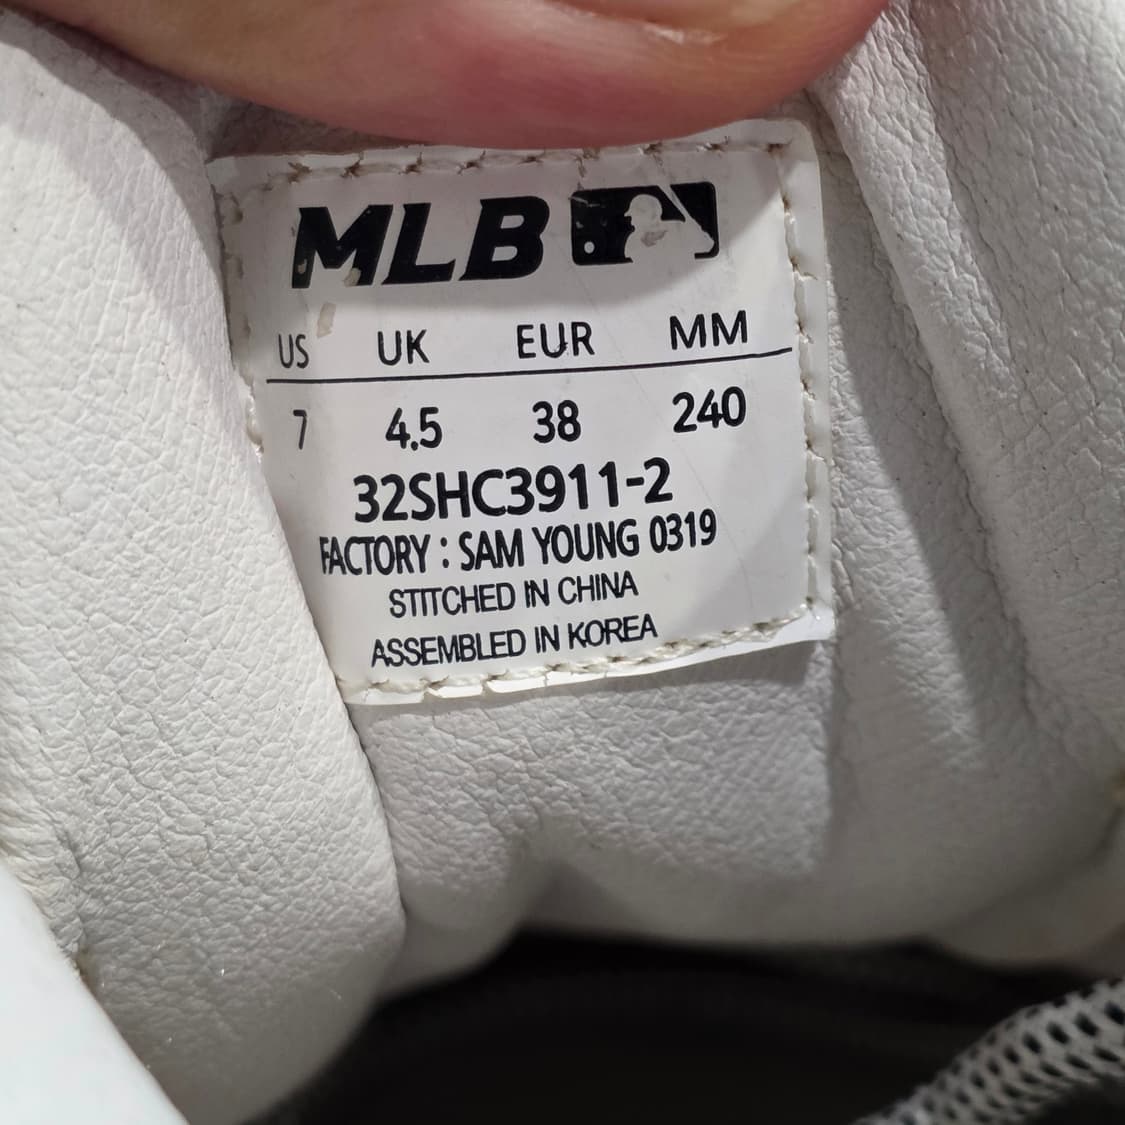 MLB
US UK EUR MM
7 4.5 38 240
32SHC3911-2
FACTORY : SAM YOUNG 0319
STITCHED IN CHINA
ASSEMBLED IN KOREA